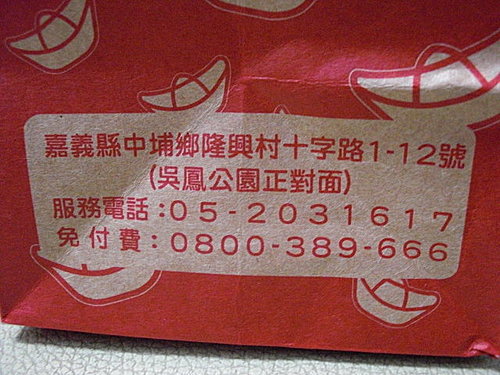 嘉義縣中埔鄉隆興村十字路1-12號
(吳鳳公園正對面)
服務電話:05-2031617
免付費:0800-389-666